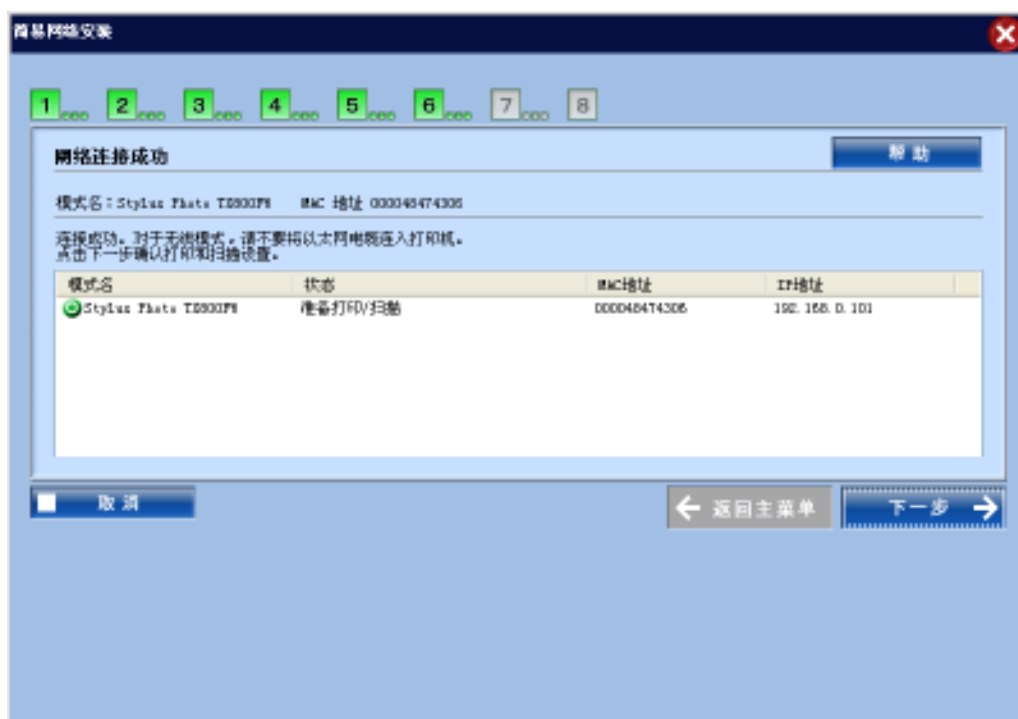 简易网络安装
1 2 3 4 5 6 7 8
网络连接成功
帮助
模式名：Stylus Photo TX800FW MAC 地址 000048474306
连接成功。对于无线模式，请不要将以太网电缆连入打印机。
点击下一步确认打印和扫描设置。
模式名 状态 MAC地址 IP地址
Stylus Photo TX800FW 准备打印/扫描 000048474306 192.168.0.101
取消
返回主菜单
下一步